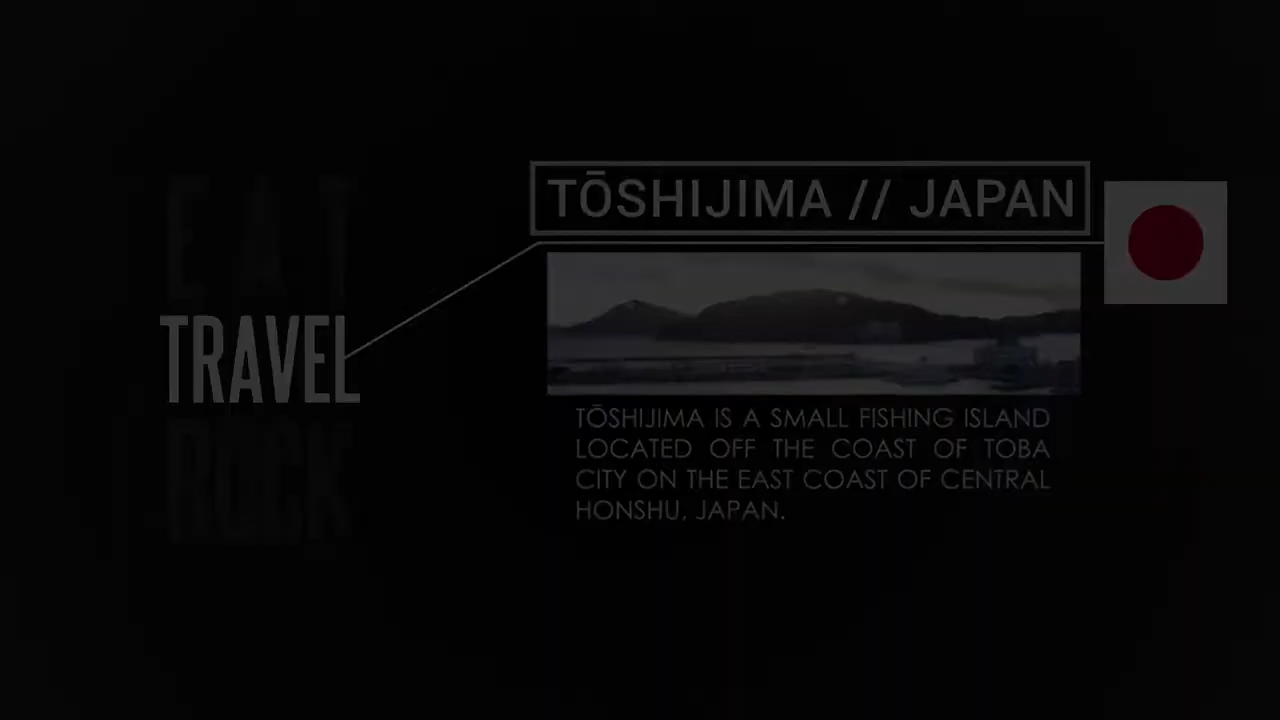 EAT
TRAVEL
ROCK
TŌSHIJIMA // JAPAN
TŌSHIJIMA IS A SMALL FISHING ISLAND
LOCATED OFF THE COAST OF TOBA
CITY ON THE EAST COAST OF CENTRAL
HONSHU, JAPAN.